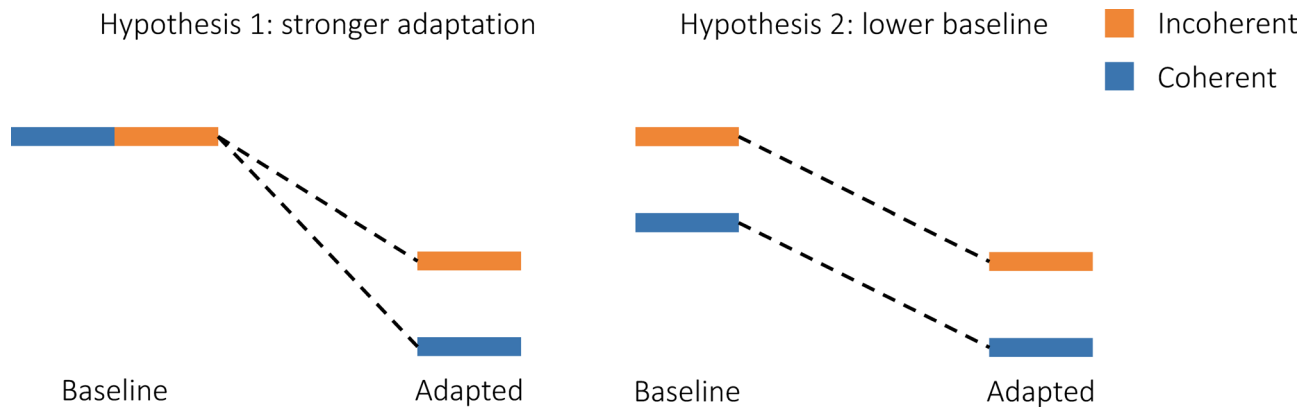 Hypothesis 1: stronger adaptation
Hypothesis 2: lower baseline
Incoherent
Coherent
Baseline
Adapted
Baseline
Adapted